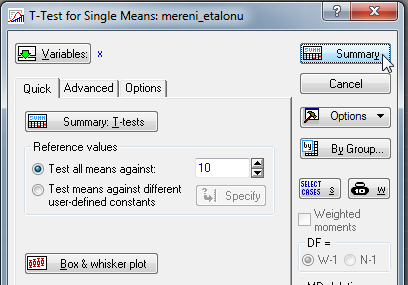 T-Test for Single Means: mereni_etalonu
?
Variables: x
Summary
Cancel
Quick
Advanced
Options
Summary: T-tests
Options
By Group...
Reference values
Test all means against: 10
Test means against different
user-defined constants
Specify
SELECT
CASES
S
W
Weighted
moments
DF =
W-1
N-1
Box & whisker plot
MD deletion